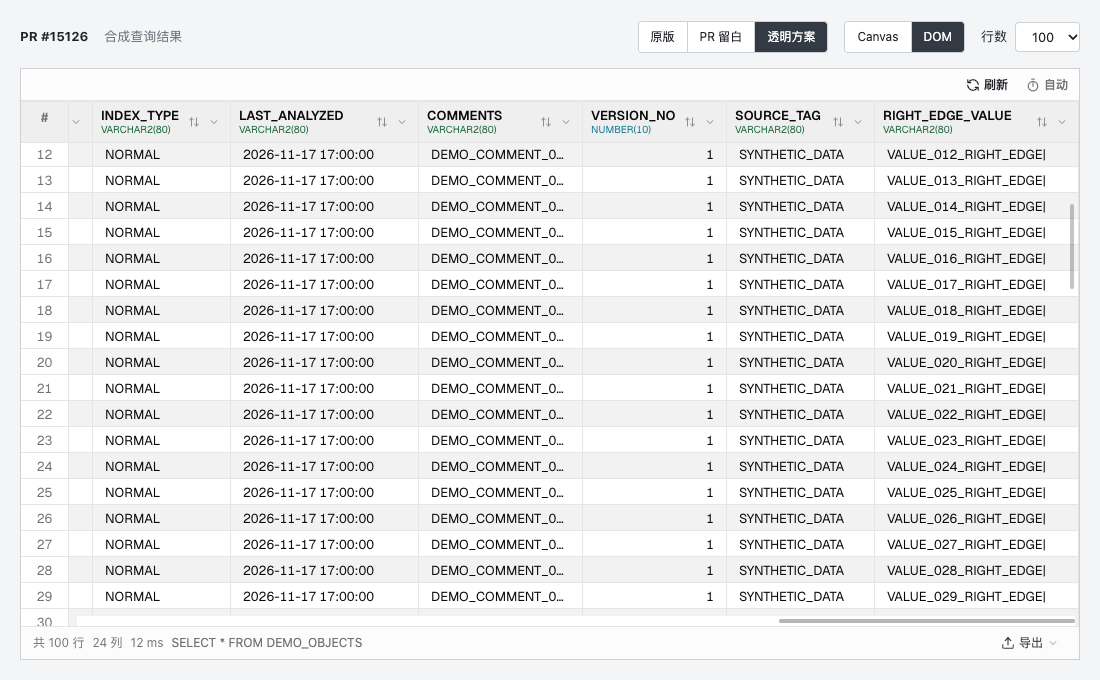 PR #15126 合成查询结果 原版 PR 留白 透明方案 Canvas DOM 行数 100
刷新 自动
# INDEX_TYPE LAST_ANALYZED COMMENTS VERSION_NO SOURCE_TAG RIGHT_EDGE_VALUE
VARCHAR2(80) VARCHAR2(80) VARCHAR2(80) NUMBER(10) VARCHAR2(80) VARCHAR2(80)
12 NORMAL 2026-11-17 17:00:00 DEMO_COMMENT_0... 1 SYNTHETIC_DATA VALUE_012_RIGHT_EDGE|
13 NORMAL 2026-11-17 17:00:00 DEMO_COMMENT_0... 1 SYNTHETIC_DATA VALUE_013_RIGHT_EDGE|
14 NORMAL 2026-11-17 17:00:00 DEMO_COMMENT_0... 1 SYNTHETIC_DATA VALUE_014_RIGHT_EDGE|
15 NORMAL 2026-11-17 17:00:00 DEMO_COMMENT_0... 1 SYNTHETIC_DATA VALUE_015_RIGHT_EDGE|
16 NORMAL 2026-11-17 17:00:00 DEMO_COMMENT_0... 1 SYNTHETIC_DATA VALUE_016_RIGHT_EDGE|
17 NORMAL 2026-11-17 17:00:00 DEMO_COMMENT_0... 1 SYNTHETIC_DATA VALUE_017_RIGHT_EDGE|
18 NORMAL 2026-11-17 17:00:00 DEMO_COMMENT_0... 1 SYNTHETIC_DATA VALUE_018_RIGHT_EDGE|
19 NORMAL 2026-11-17 17:00:00 DEMO_COMMENT_0... 1 SYNTHETIC_DATA VALUE_019_RIGHT_EDGE|
20 NORMAL 2026-11-17 17:00:00 DEMO_COMMENT_0... 1 SYNTHETIC_DATA VALUE_020_RIGHT_EDGE|
21 NORMAL 2026-11-17 17:00:00 DEMO_COMMENT_0... 1 SYNTHETIC_DATA VALUE_021_RIGHT_EDGE|
22 NORMAL 2026-11-17 17:00:00 DEMO_COMMENT_0... 1 SYNTHETIC_DATA VALUE_022_RIGHT_EDGE|
23 NORMAL 2026-11-17 17:00:00 DEMO_COMMENT_0... 1 SYNTHETIC_DATA VALUE_023_RIGHT_EDGE|
24 NORMAL 2026-11-17 17:00:00 DEMO_COMMENT_0... 1 SYNTHETIC_DATA VALUE_024_RIGHT_EDGE|
25 NORMAL 2026-11-17 17:00:00 DEMO_COMMENT_0... 1 SYNTHETIC_DATA VALUE_025_RIGHT_EDGE|
26 NORMAL 2026-11-17 17:00:00 DEMO_COMMENT_0... 1 SYNTHETIC_DATA VALUE_026_RIGHT_EDGE|
27 NORMAL 2026-11-17 17:00:00 DEMO_COMMENT_0... 1 SYNTHETIC_DATA VALUE_027_RIGHT_EDGE|
28 NORMAL 2026-11-17 17:00:00 DEMO_COMMENT_0... 1 SYNTHETIC_DATA VALUE_028_RIGHT_EDGE|
29 NORMAL 2026-11-17 17:00:00 DEMO_COMMENT_0... 1 SYNTHETIC_DATA VALUE_029_RIGHT_EDGE|
30
共 100 行 24 列 12 ms SELECT * FROM DEMO_OBJECTS 导出